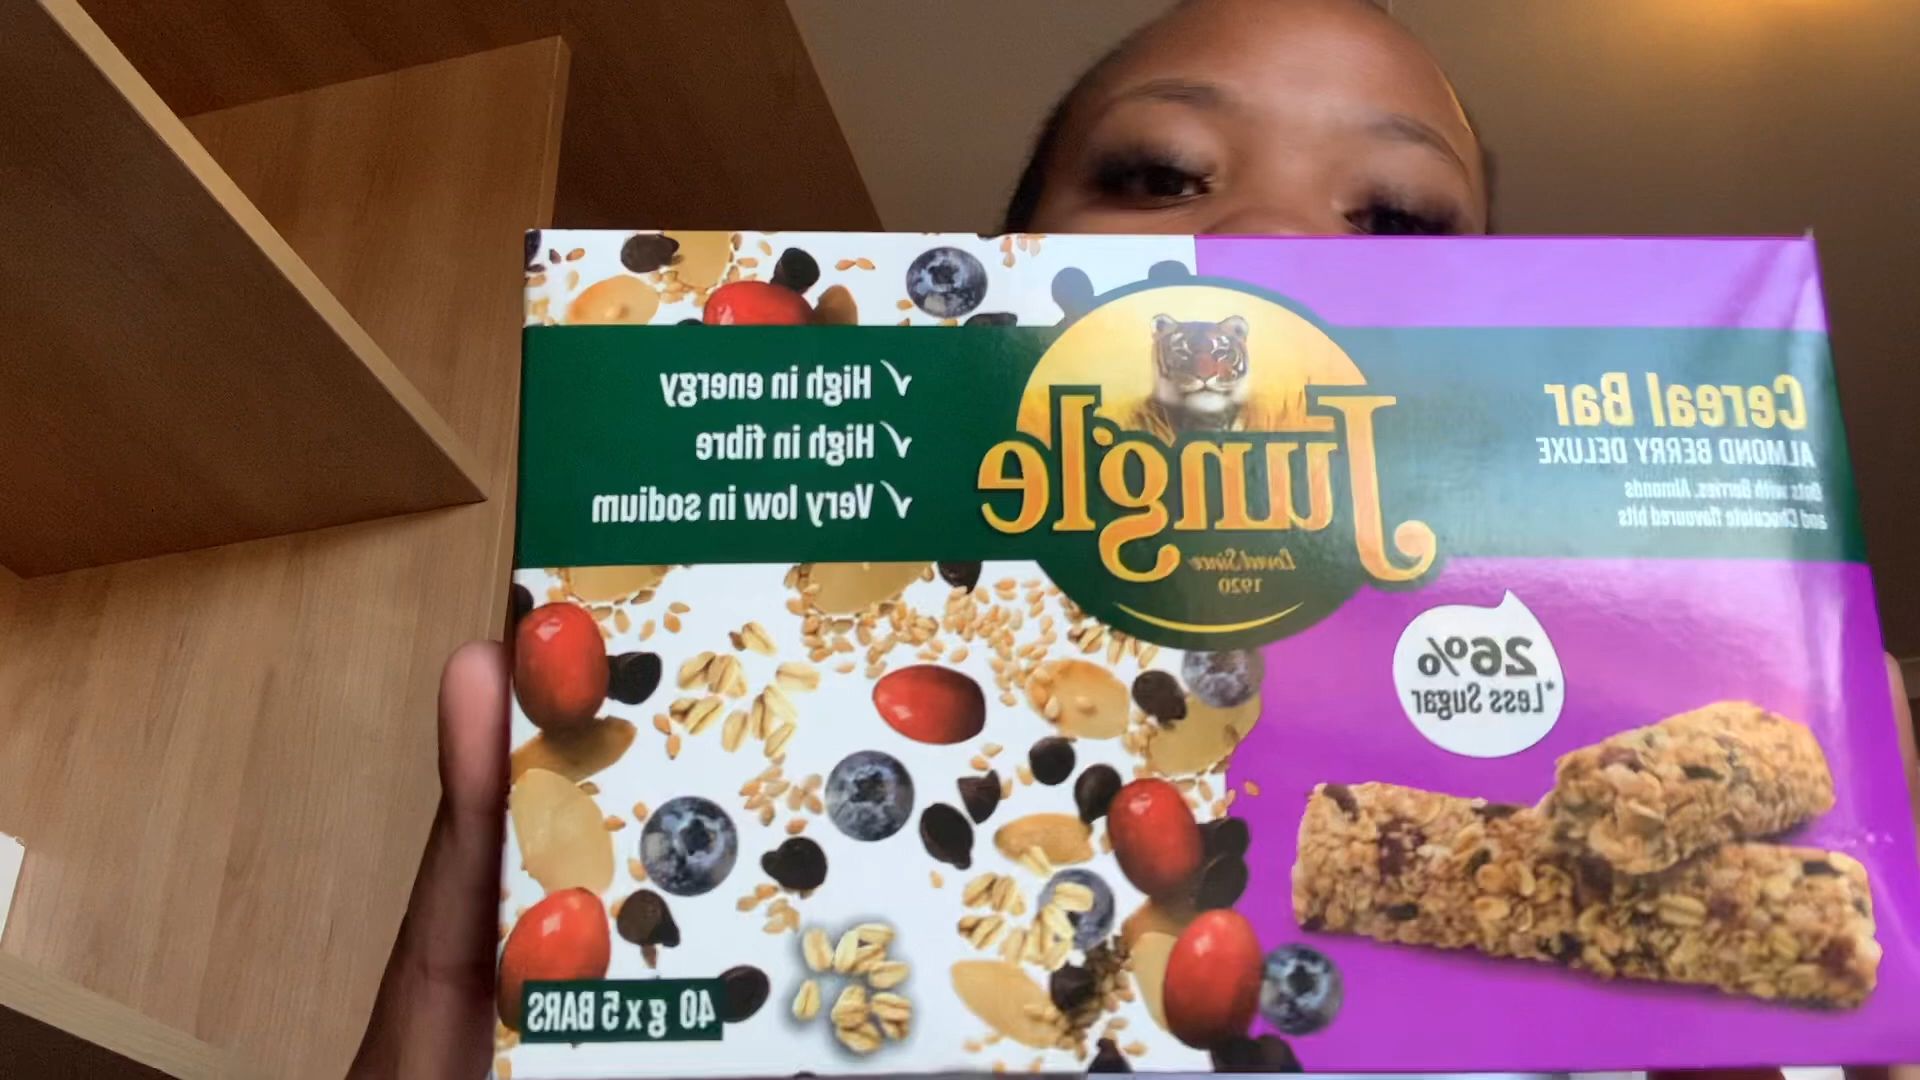 ✓ High in energy
✓ High in fibre
✓ Very low in sodium
Jungle
Loved Since
1920
Cereal Bar
ALMOND BERRY DELUXE
Oats with Berries, Almonds
and Chocolate flavoured bits
26%
*Less Sugar
40 g x 5 BARS